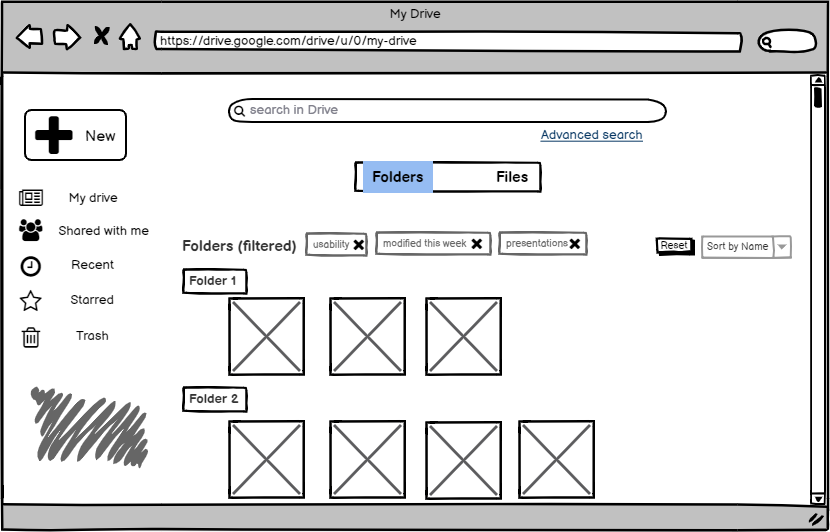 My Drive
https://drive.google.com/drive/u/0/my-drive
search in Drive
Advanced search
New
Folders Files
My drive
Shared with me
Recent
Starred
Trash
Folders (filtered) usability modified this week presentations Reset Sort by Name
Folder 1
Folder 2